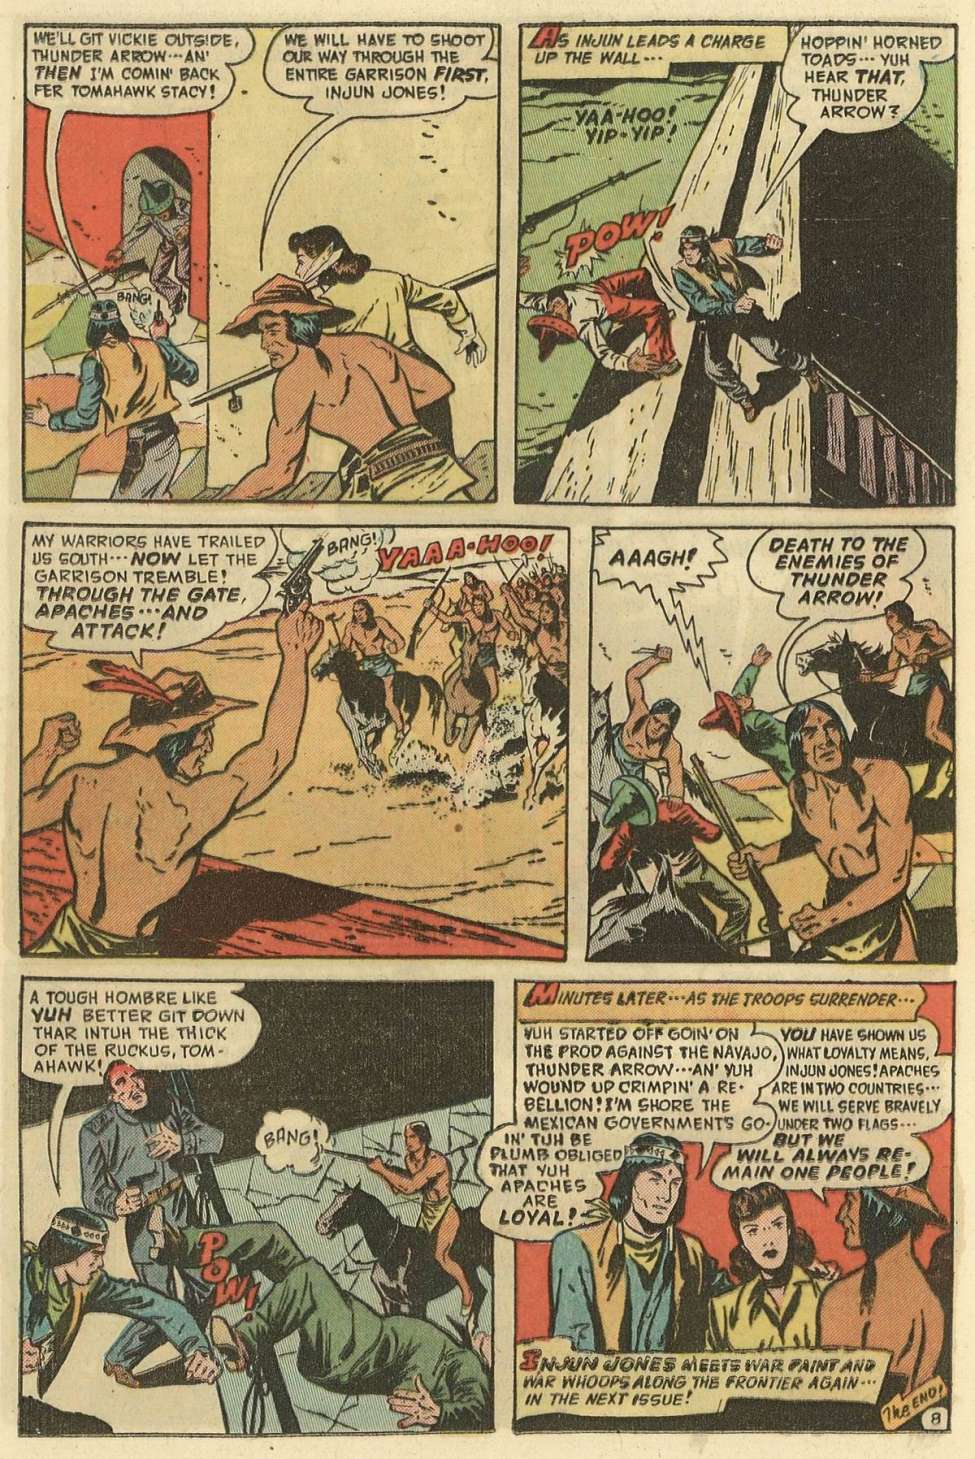 WE'LL GIT VICKIE OUTSIDE,
THUNDER ARROW---AN'
THEN I'M COMIN' BACK
FER TOMAHAWK STACY!
WE WILL HAVE TO SHOOT
OUR WAY THROUGH THE
ENTIRE GARRISON FIRST,
INJUN JONES!
BANG!
AS INJUN LEADS A CHARGE
UP THE WALL---
YAA-HOO!
YIP-YIP!
HOPPIN' HORNED
TOADS---YUH
HEAR THAT,
THUNDER
ARROW?
POW!
MY WARRIORS HAVE TRAILED
US SOUTH---NOW LET THE
GARRISON TREMBLE!
THROUGH THE GATE,
APACHES---AND
ATTACK!
BANG!
YAAA-HOO!
AAAGH!
DEATH TO THE
ENEMIES OF
THUNDER
ARROW!
A TOUGH HOMBRE LIKE
YUH BETTER GIT DOWN
THAR INTUH THE THICK
OF THE RUCKUS, TOM-
AHAWK!
BANG!
POW!
MINUTES LATER---AS THE TROOPS SURRENDER---
YUH STARTED OFF GOIN' ON
THE PROD AGAINST THE NAVAJO,
THUNDER ARROW---AN' YUH
WOUND UP CRIMPIN' A RE-
BELLION! I'M SHORE THE
MEXICAN GOVERNMENT'S GO-
IN' TUH BE
PLUMB OBLIGED
THAT YUH
APACHES
ARE
LOYAL!
YOU HAVE SHOWN US
WHAT LOYALTY MEANS,
INJUN JONES! APACHES
ARE IN TWO COUNTRIES---
WE WILL SERVE BRAVELY
UNDER TWO FLAGS---
BUT WE
WILL ALWAYS RE-
MAIN ONE PEOPLE!
INJUN JONES MEETS WAR PAINT AND
WAR WHOOPS ALONG THE FRONTIER AGAIN---
IN THE NEXT ISSUE!
THE END!
8